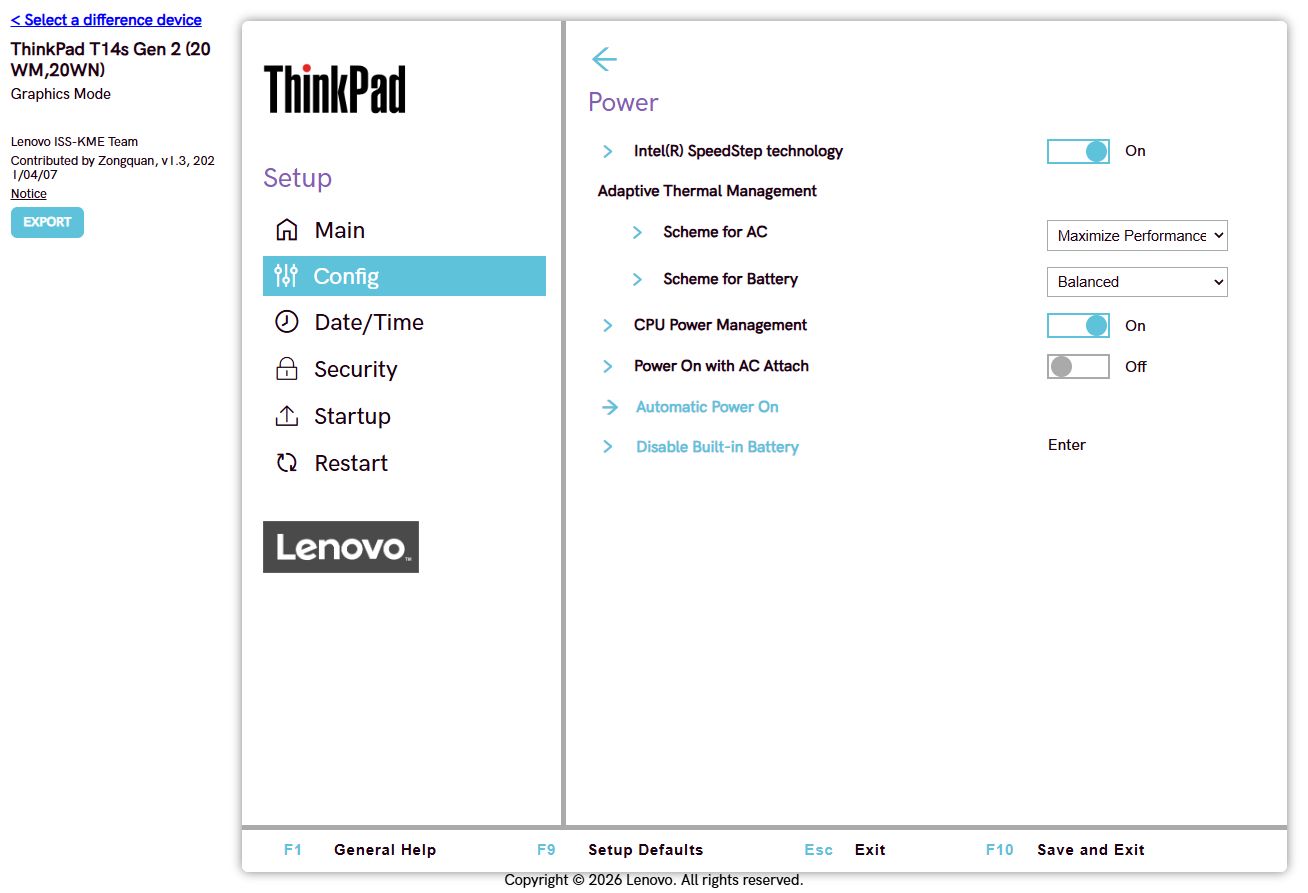 < Select a difference device
ThinkPad T14s Gen 2 (20
WM,20WN)
Graphics Mode
Lenovo ISS-KME Team
Contributed by Zongquan, v1.3, 202
1/04/07
Notice
EXPORT
ThinkPad
Setup
Main
Config
Date/Time
Security
Startup
Restart
Lenovo™
Power
Intel(R) SpeedStep technology On
Adaptive Thermal Management
Scheme for AC Maximize Performance
Scheme for Battery Balanced
CPU Power Management On
Power On with AC Attach Off
Automatic Power On
Disable Built-in Battery Enter
F1 General Help F9 Setup Defaults Esc Exit F10 Save and Exit
Copyright © 2026 Lenovo. All rights reserved.